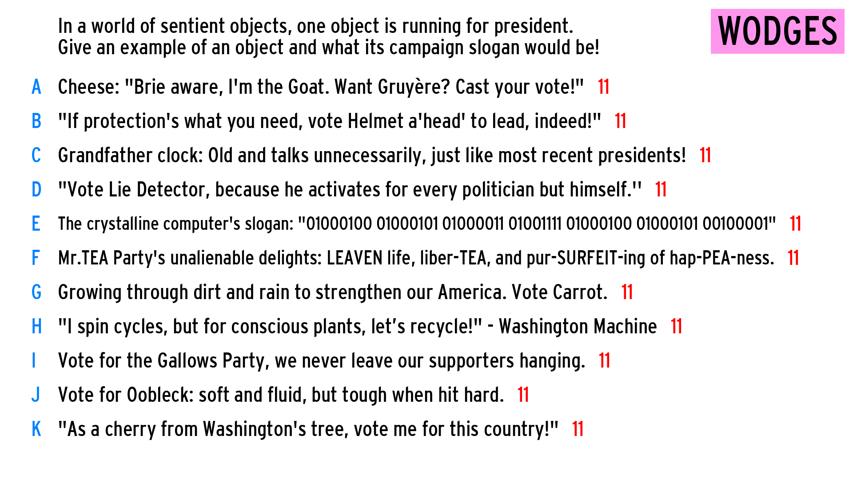 In a world of sentient objects, one object is running for president.
Give an example of an object and what its campaign slogan would be!
WODGES
A Cheese: "Brie aware, I'm the Goat. Want Gruyère? Cast your vote!" 11
B "If protection's what you need, vote Helmet a'head' to lead, indeed!" 11
C Grandfather clock: Old and talks unnecessarily, just like most recent presidents! 11
D "Vote Lie Detector, because he activates for every politician but himself.'' 11
E The crystalline computer's slogan: "01000100 01000101 01000011 01001111 01000100 01000101 00100001" 11
F Mr.TEA Party's unalienable delights: LEAVEN life, liber-TEA, and pur-SURFEIT-ing of hap-PEA-ness. 11
G Growing through dirt and rain to strengthen our America. Vote Carrot. 11
H "I spin cycles, but for conscious plants, let’s recycle!" - Washington Machine 11
I Vote for the Gallows Party, we never leave our supporters hanging. 11
J Vote for Oobleck: soft and fluid, but tough when hit hard. 11
K "As a cherry from Washington's tree, vote me for this country!" 11